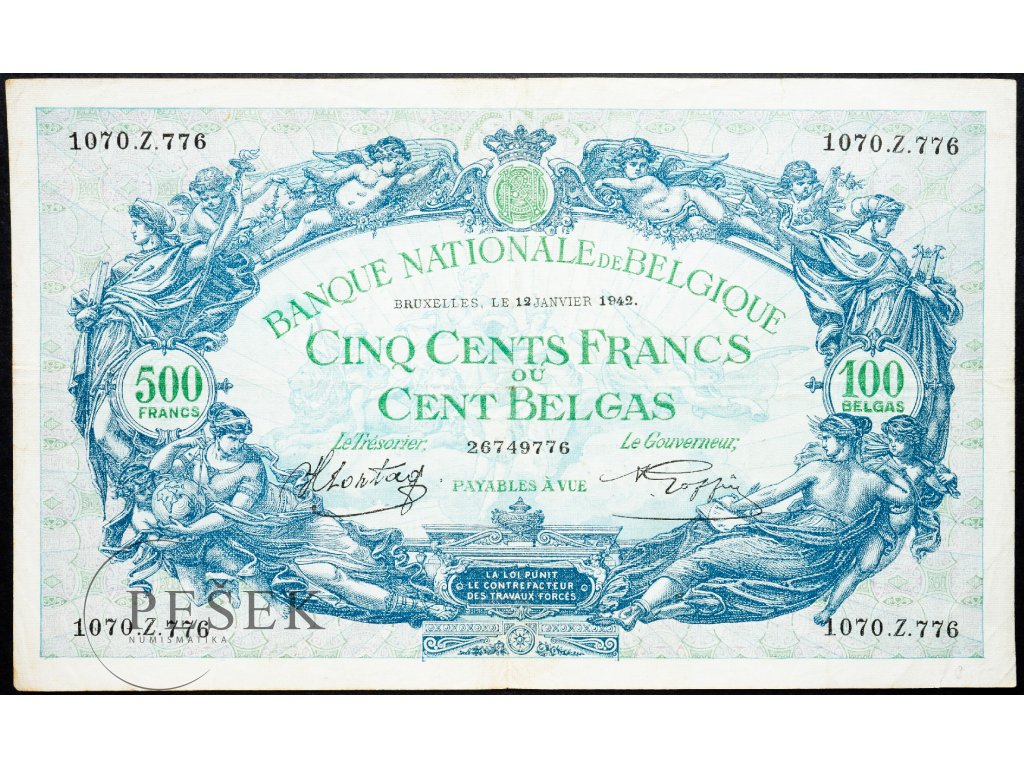 1070.Z.776 1070.Z.776
BANQUE NATIONALE DE BELGIQUE
BRUXELLES, LE 12 JANVIER 1942.
CINQ CENTS FRANCS
OU
CENT BELGAS
500
FRANCS
100
BELGAS
Le Trésorier, 26749776 Le Gouverneur,
PAYABLES À VUE
LA LOI PUNIT
LE CONTREFACTEUR
DES TRAVAUX FORCÉS
PEŠEK
NUMISMATIKA
1070.Z.776 1070.Z.776